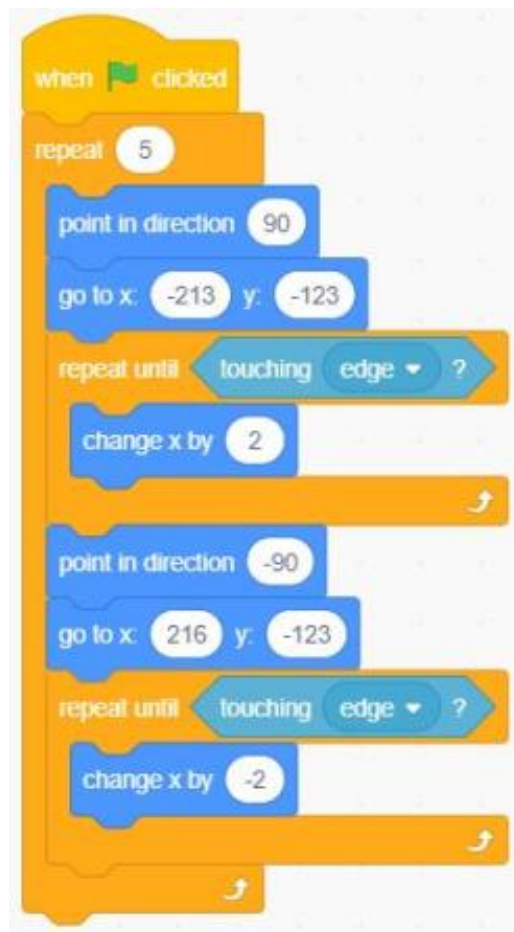 when clicked
repeat 5
point in direction 90
go to x: -213 y: -123
repeat until touching edge ?
change x by 2
point in direction -90
go to x: 216 y: -123
repeat until touching edge ?
change x by -2